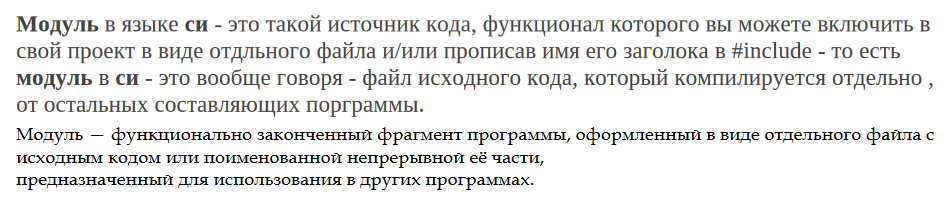 Модуль в языке си - это такой источник кода, функционал которого вы можете включить в
свой проект в виде отдльного файла и/или прописав имя его заголока в #include - то есть
модуль в си - это вообще говоря - файл исходного кода, который компилируется отдельно ,
от остальных составляющих порграммы.
Модуль — функционально законченный фрагмент программы, оформленный в виде отдельного файла с
исходным кодом или поименованной непрерывной её части,
предназначенный для использования в других программах.